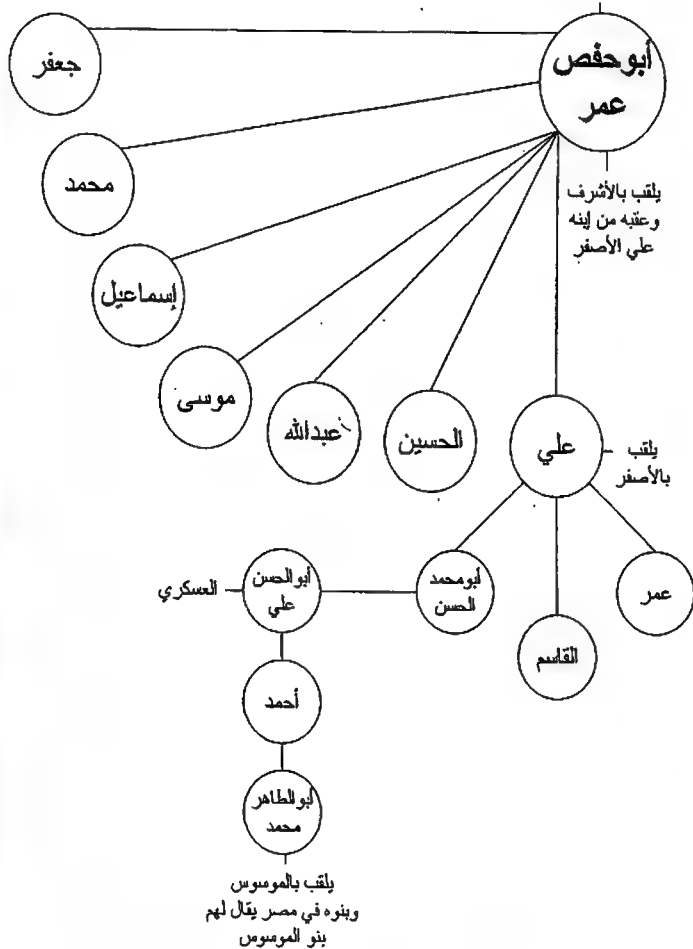 أبو حفص
عمر
جعفر
محمد
يلقب بالأشرف
وعقبه من إبنه
علي الأصفر
إسماعيل
موسى
عبدالله
الحسين
علي
يلقب
بالأصفر
أبو الحسن
علي
العسكري
أبو محمد
الحسن
عمر
القاسم
أحمد
أبو الطاهر
محمد
يلقب بالموسوس
وبنوه في مصر يقال لهم
بنو الموسوس